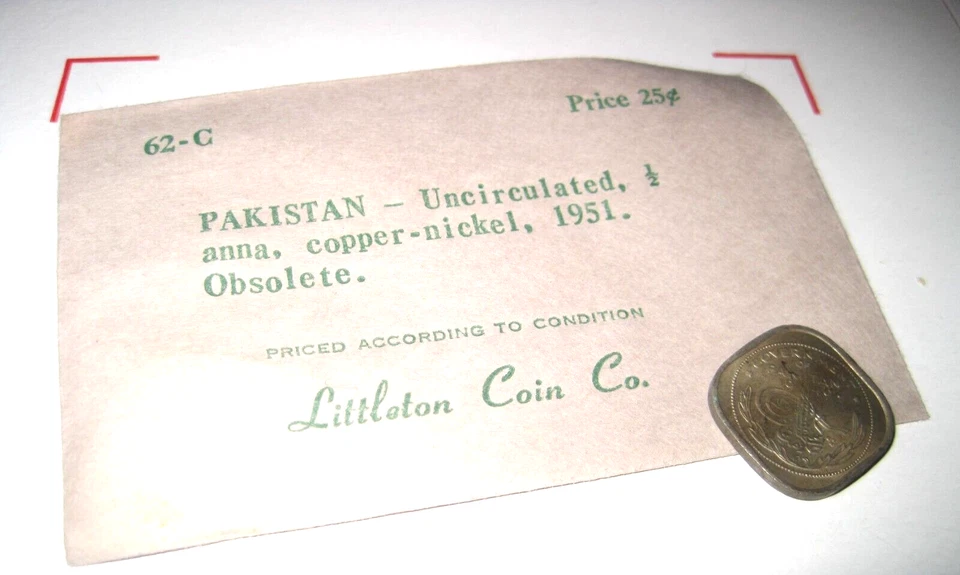 62-C
Price 25¢
PAKISTAN — Uncirculated, ½
anna, copper-nickel, 1951.
Obsolete.
PRICED ACCORDING TO CONDITION
Littleton Coin Co.